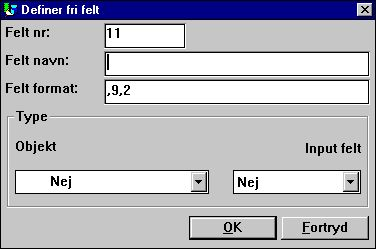 Definer fri felt
Felt nr: 11
Felt navn:
Felt format: ,9,2
Type
Objekt Input felt
Nej Nej
OK Fortryd